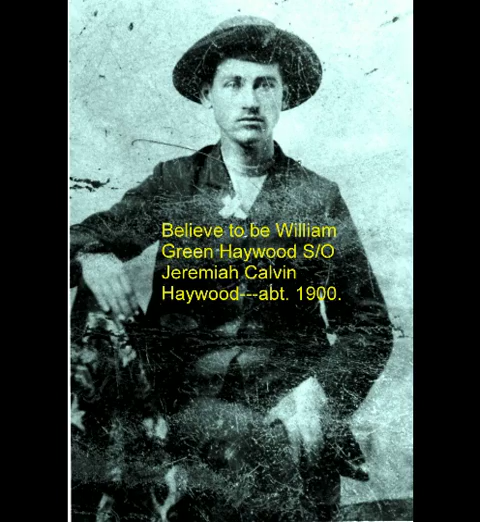 Believe to be William
Green Haywood S/O
Jeremiah Calvin
Haywood---abt. 1900.